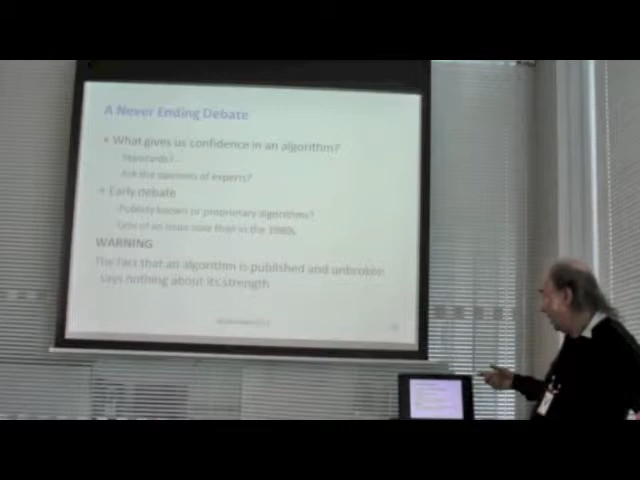 A Never Ending Debate
• What gives us confidence in an algorithm?
Standards?...
Ask the opinions of experts?
• Early debate
Publicly known or proprietary algorithms?
Less of an issue now than in the 1980s
WARNING
The fact that an algorithm is published and unbroken
says nothing about its strength